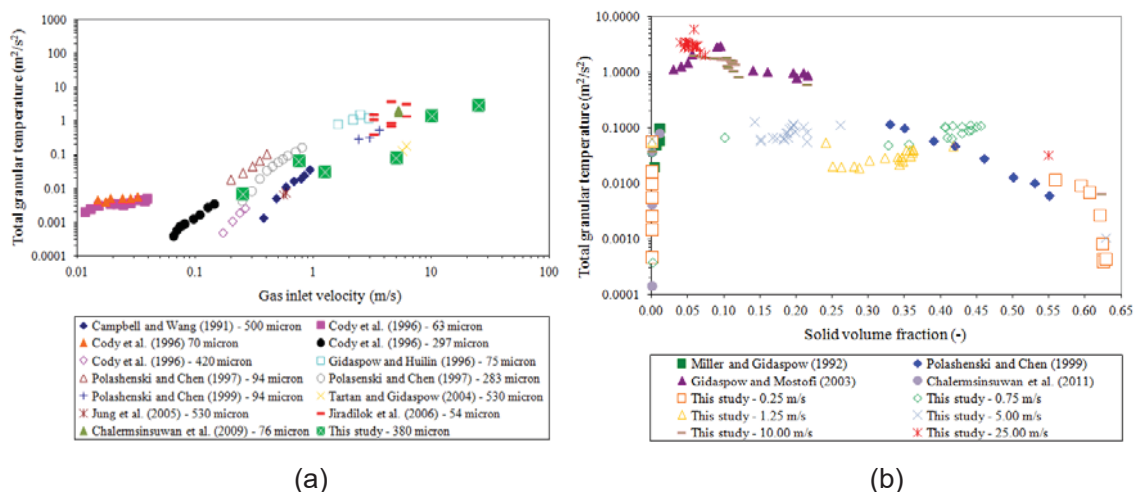 Total granular temperature (m²/s²)
1000
100
10
1
0.1
0.01
0.001
0.0001
0.01 0.1 1 10 100
Gas inlet velocity (m/s)
Campbell and Wang (1991) - 500 micron
Cody et al. (1996) - 63 micron
Cody et al. (1996) 70 micron
Cody et al. (1996) - 297 micron
Cody et al. (1996) - 420 micron
Gidaspow and Huilin (1996) - 75 micron
Polashenski and Chen (1997) - 94 micron
Polasenski and Chen (1997) - 283 micron
Polashenski and Chen (1999) - 94 micron
Tartan and Gidaspow (2004) - 530 micron
Jung et al. (2005) - 530 micron
Jiradilok et al. (2006) - 54 micron
Chalermsinsuwan et al. (2009) - 76 micron
This study - 380 micron
(a)
Total granular temperature (m²/s²)
10.0000
1.0000
0.1000
0.0100
0.0010
0.0001
0.00 0.05 0.10 0.15 0.20 0.25 0.30 0.35 0.40 0.45 0.50 0.55 0.60 0.65
Solid volume fraction (-)
Miller and Gidaspow (1992)
Polashenski and Chen (1999)
Gidaspow and Mostofi (2003)
Chalermsinsuwan et al. (2011)
This study - 0.25 m/s
This study - 0.75 m/s
This study - 1.25 m/s
This study - 5.00 m/s
This study - 10.00 m/s
This study - 25.00 m/s
(b)